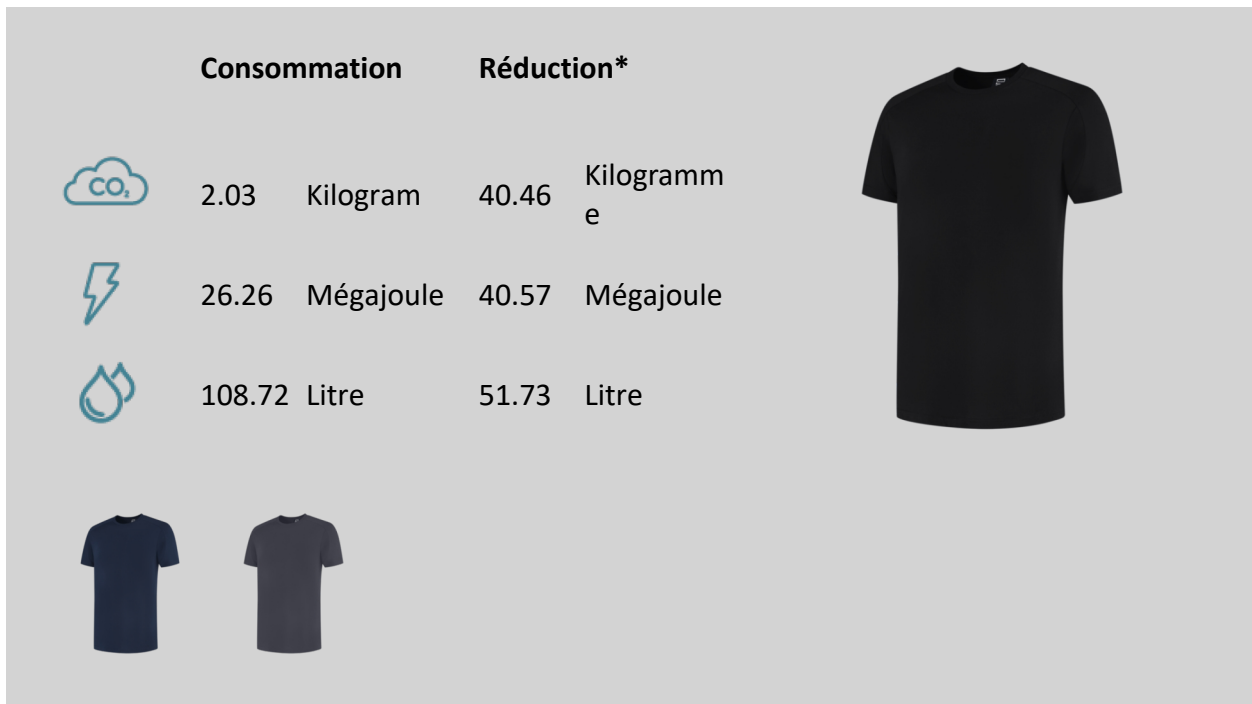 Consommation Réduction*
CO₂ 2.03 Kilogram 40.46 Kilogramm
e
26.26 Mégajoule 40.57 Mégajoule
108.72 Litre 51.73 Litre